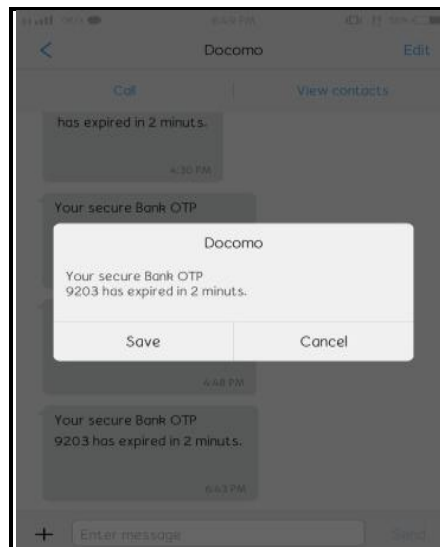 Docomo
Edit
Call
View contacts
has expired in 2 minuts.
4:30 PM
Your secure Bank OTP
Docomo
Your secure Bank OTP
9203 has expired in 2 minuts.
Save
Cancel
4:48 PM
Your secure Bank OTP
9203 has expired in 2 minuts.
6:43 PM
Enter message
Send